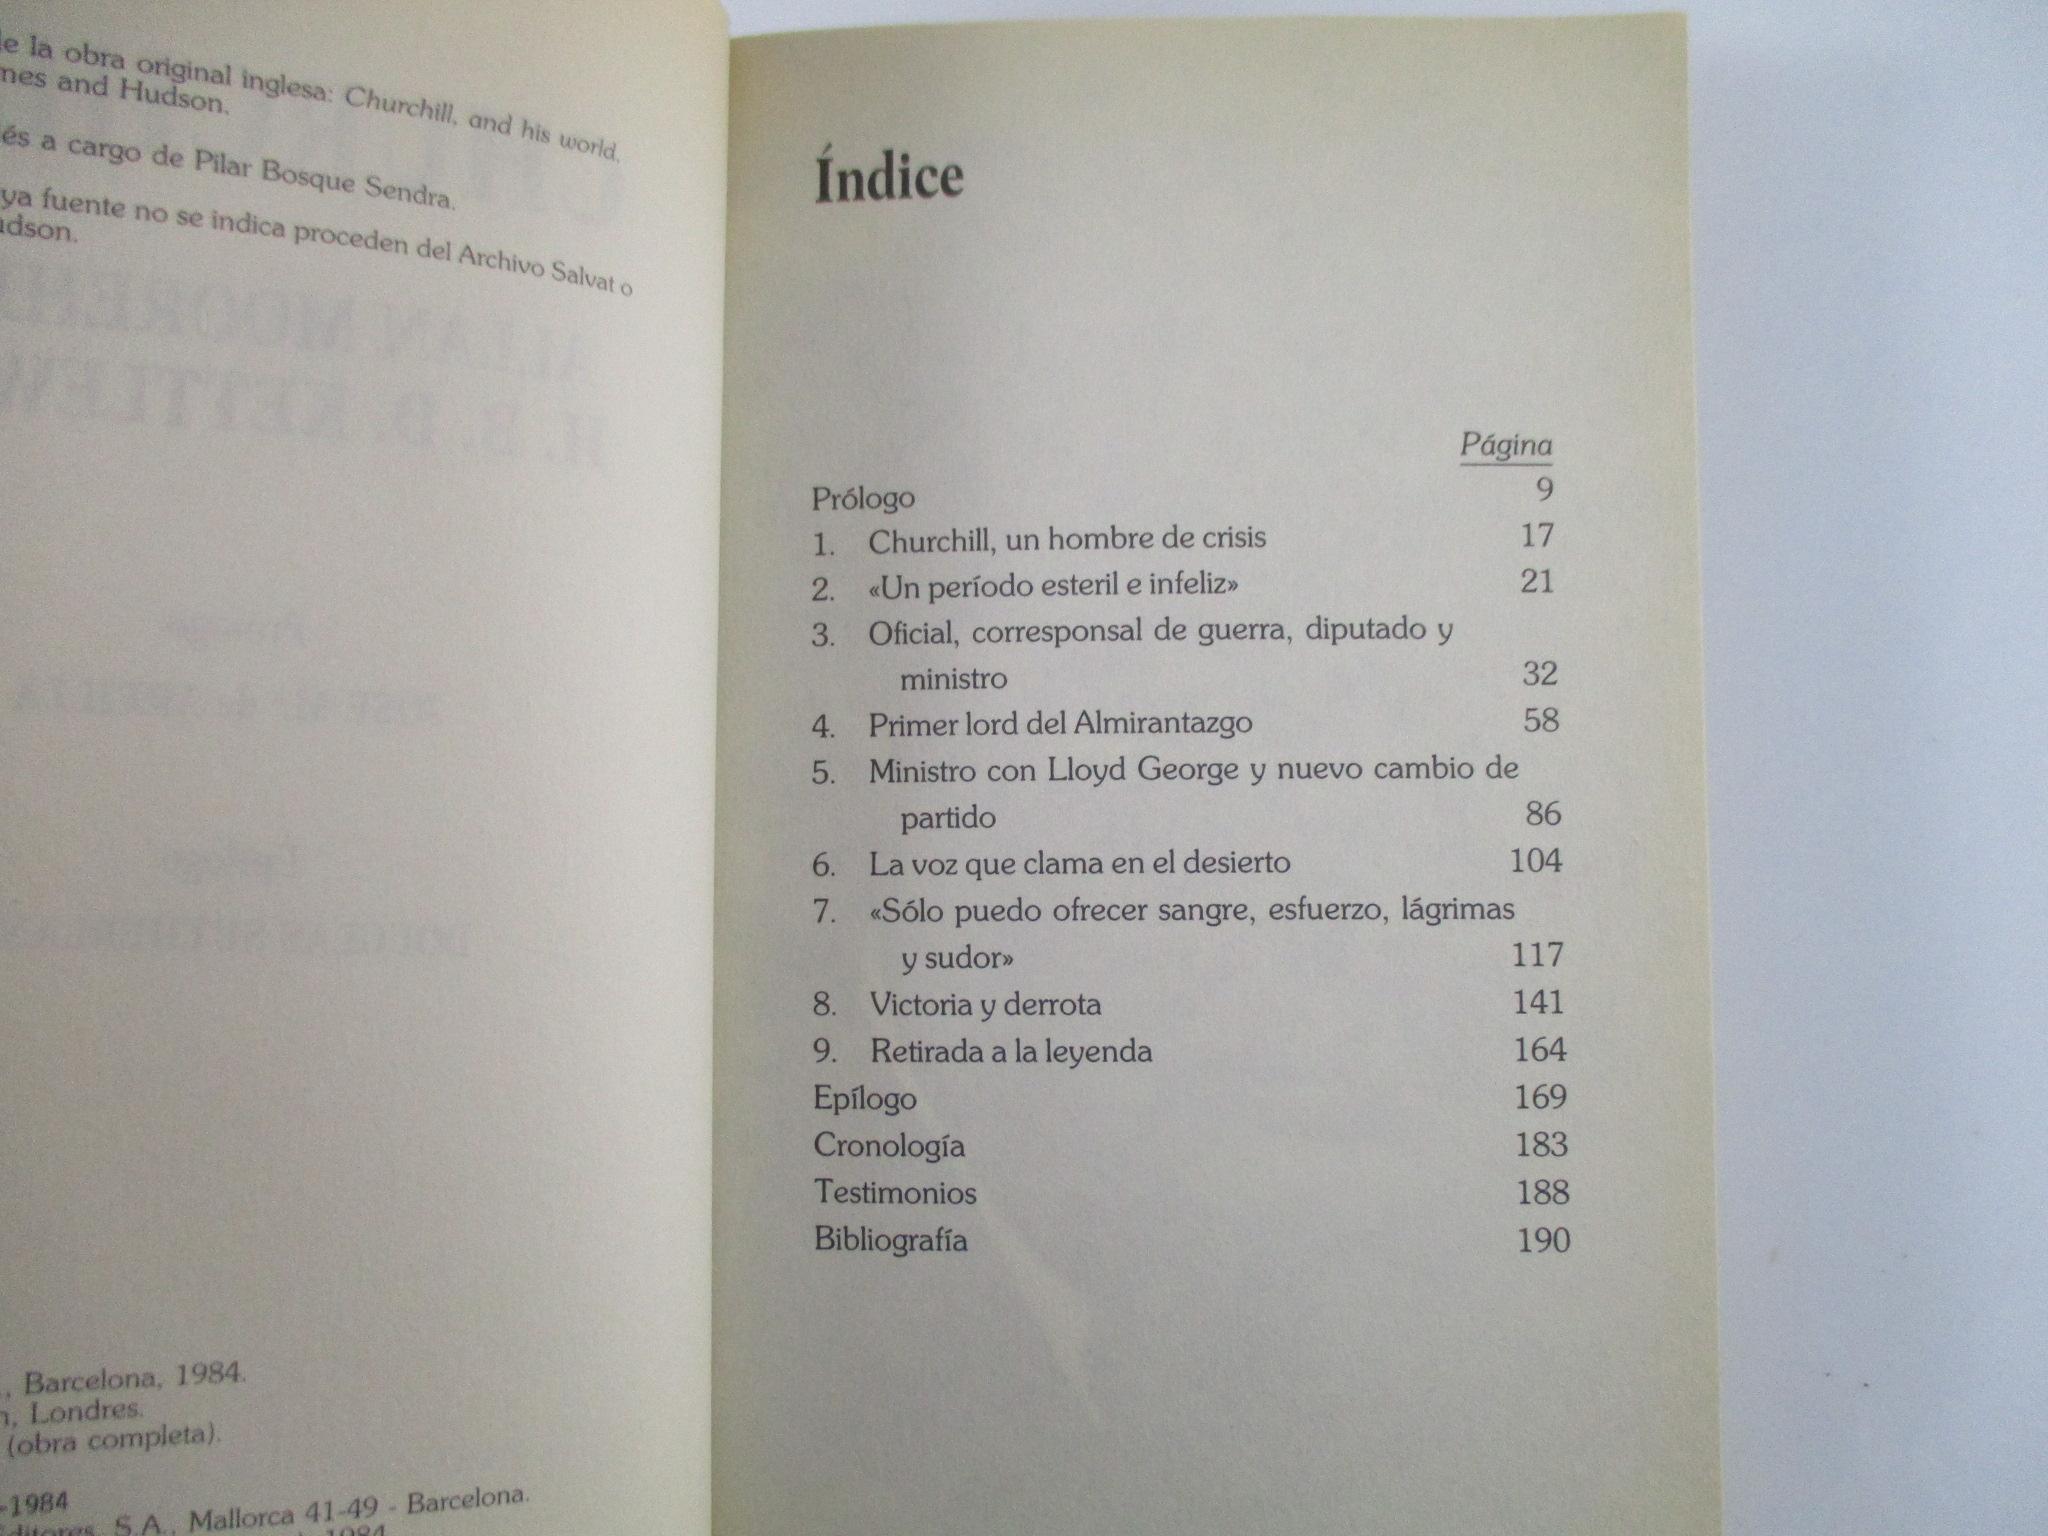 la obra original inglesa: Churchill, and his world,
and Hudson.
a cargo de Pilar Bosque Sendra.
fuente no se indica proceden del Archivo Salvat o
Barcelona, 1984.
Londres.
(obra completa).
-1984
S.A., Mallorca 41-49 - Barcelona.
1984
Índice
Página
Prólogo 9
1. Churchill, un hombre de crisis 17
2. «Un período esteril e infeliz» 21
3. Oficial, corresponsal de guerra, diputado y
ministro 32
4. Primer lord del Almirantazgo 58
5. Ministro con Lloyd George y nuevo cambio de
partido 86
6. La voz que clama en el desierto 104
7. «Sólo puedo ofrecer sangre, esfuerzo, lágrimas
y sudor» 117
8. Victoria y derrota 141
9. Retirada a la leyenda 164
Epílogo 169
Cronología 183
Testimonios 188
Bibliografía 190